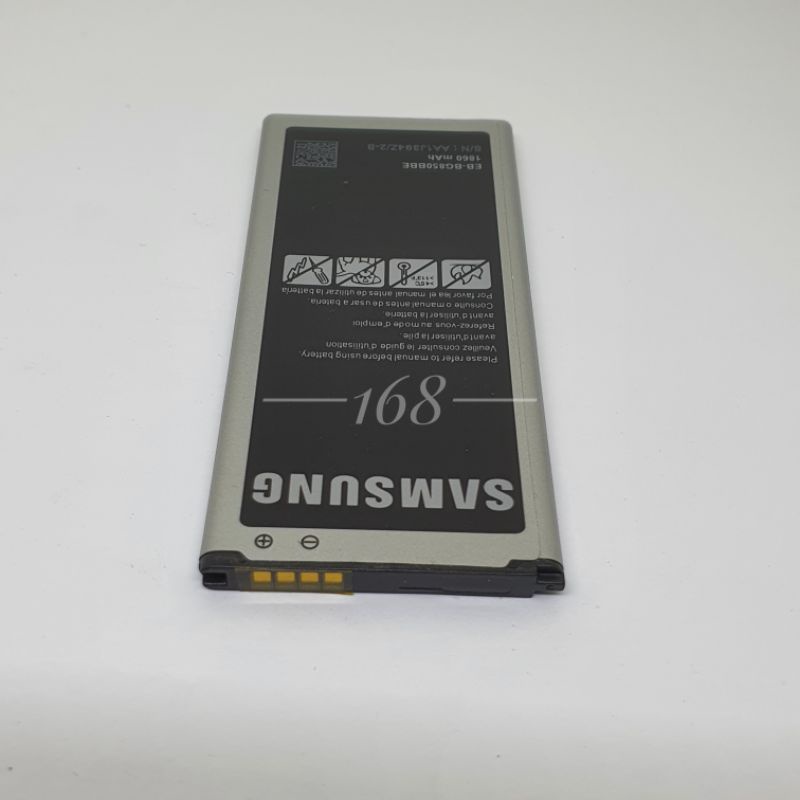 SAMSUNG
168
Please refer to manual before using battery.
Veuillez consulter le guide d'utilisation
avant d'utiliser la pile.
Referez-vous au mode d'emploi
avant d'utiliser la batterie.
Consulte o manual antes de usar a bateria.
Por favor lea el manual antes de utilizar la batteria
EB-BG850BBE
1860 mAh
S/N : AA1J394Z/2-B